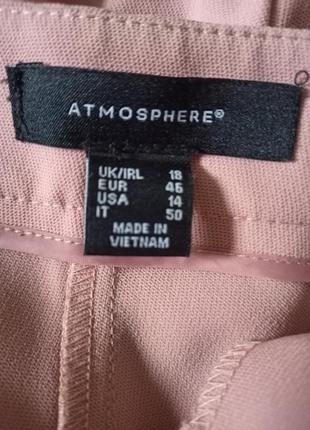 ATMOSPHERE®
UK/IRL 18
EUR 46
USA 14
IT 50
MADE IN
VIETNAM